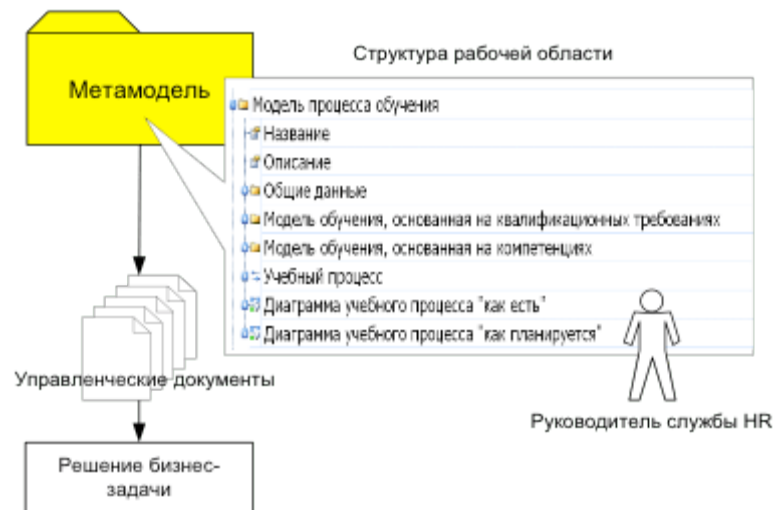 Структура рабочей области
Метамодель
Модель процесса обучения
Название
Описание
Общие данные
Модель обучения, основанная на квалификационных требованиях
Модель обучения, основанная на компетенциях
Учебный процесс
Диаграмма учебного процесса "как есть"
Диаграмма учебного процесса "как планируется"
Управленческие документы
Руководитель службы HR
Решение бизнес-
задачи